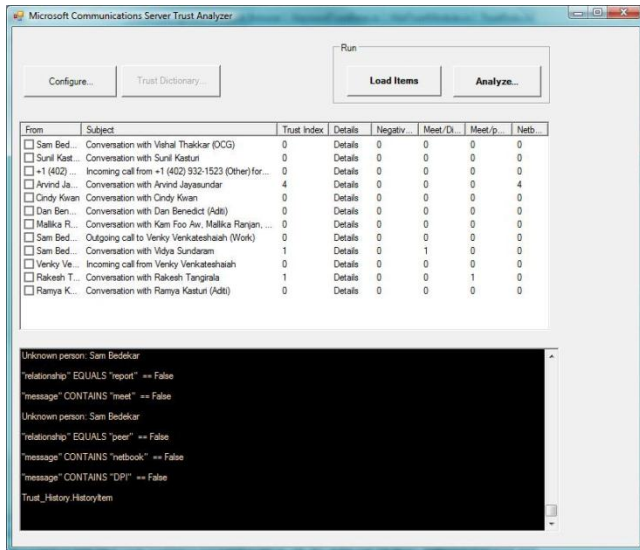 Microsoft Communications Server Trust Analyzer
Run
Configure...
Trust Dictionary...
Load Items
Analyze...
From Subject Trust Index Details Negativ... Meet/Di... Meet/p... Netb...
Sam Bed... Conversation with Vishal Thakkar (OCG) 0 Details 0 0 0 0
Sunil Kast... Conversation with Sunil Kasturi 0 Details 0 0 0 0
+1 (402) ... Incoming call from +1 (402) 932-1523 (Other) for... 0 Details 0 0 0 0
Arvind Ja... Conversation with Arvind Jayasundar 4 Details 0 0 0 4
Cindy Kwan Conversation with Cindy Kwan 0 Details 0 0 0 0
Dan Ben... Conversation with Dan Benedict (Aditi) 0 Details 0 0 0 0
Mallika R... Conversation with Kam Foo Aw, Mallika Ranjan, ... 0 Details 0 0 0 0
Sam Bed... Outgoing call to Venky Venkateshaiah (Work) 0 Details 0 0 0 0
Sam Bed... Conversation with Vidya Sundaram 1 Details 0 1 0 0
Venky Ve... Incoming call from Venky Venkateshaiah 0 Details 0 0 0 0
Rakesh T... Conversation with Rakesh Tangirala 1 Details 0 0 1 0
Ramya K... Conversation with Ramya Kasturi (Aditi) 0 Details 0 0 0 0
Unknown person: Sam Bedekar
"relationship" EQUALS "report" == False
"message" CONTAINS "meet" == False
Unknown person: Sam Bedekar
"relationship" EQUALS "peer" == False
"message" CONTAINS "netbook" == False
"message" CONTAINS "DPI" == False
Trust_History.HistoryItem